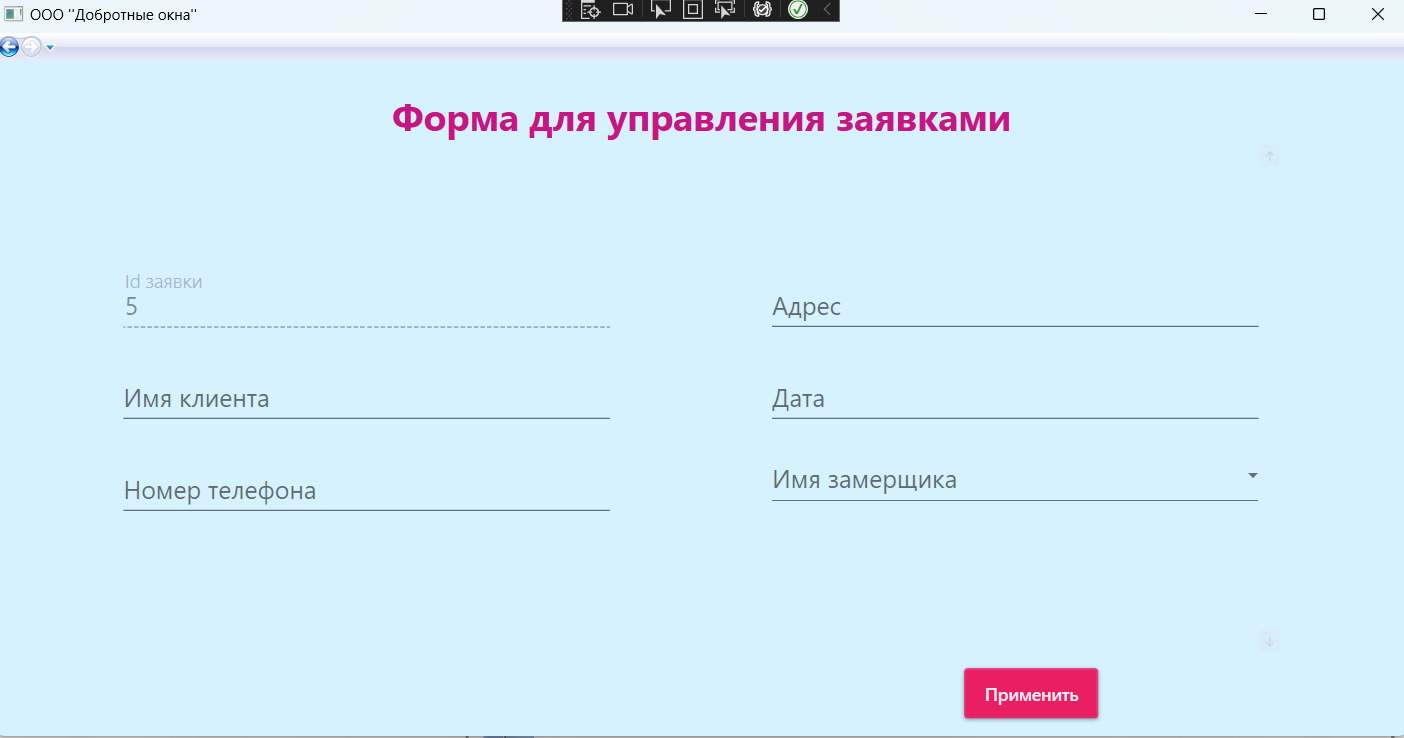 ООО "Добротные окна"
Форма для управления заявками
Id заявки
5
Адрес
Имя клиента
Дата
Номер телефона
Имя замерщика
Применить